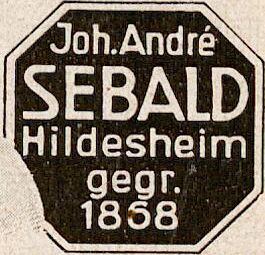 Joh. André
SEBALD
Hildesheim
gegr.
1868